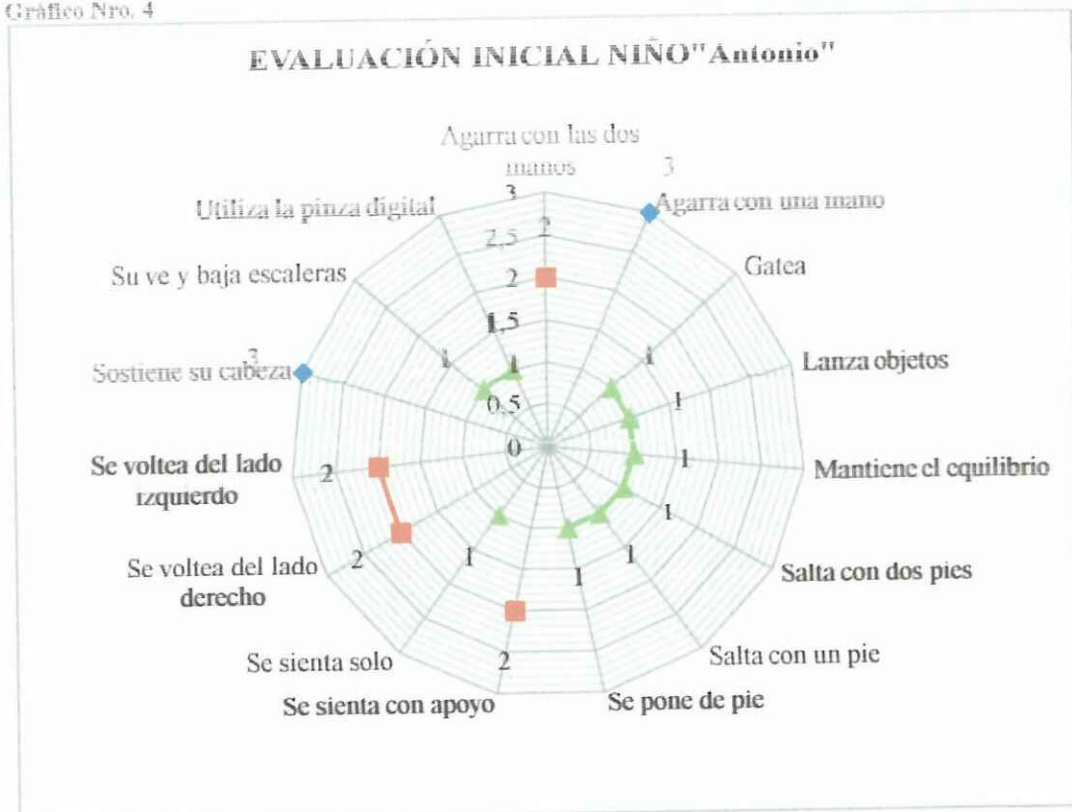 Gráfico Nro. 4
EVALUACIÓN INICIAL NIÑO"Antonio"
Agarra con las dos
manos
3
Agarra con una mano
Utiliza la pinza digital
3
2
2,5
Gatea
Su ve y baja escaleras
2
1,5
1
1
1
1
Sostiene su cabeza
3
0,5
1
Lanza objetos
0
1
Mantiene el equilibrio
Se voltea del lado
izquierdo
2
1
Salta con dos pies
Se voltea del lado
derecho
2
1
1
1
Salta con un pie
Se sienta solo
2
Se sienta con apoyo
Se pone de pie